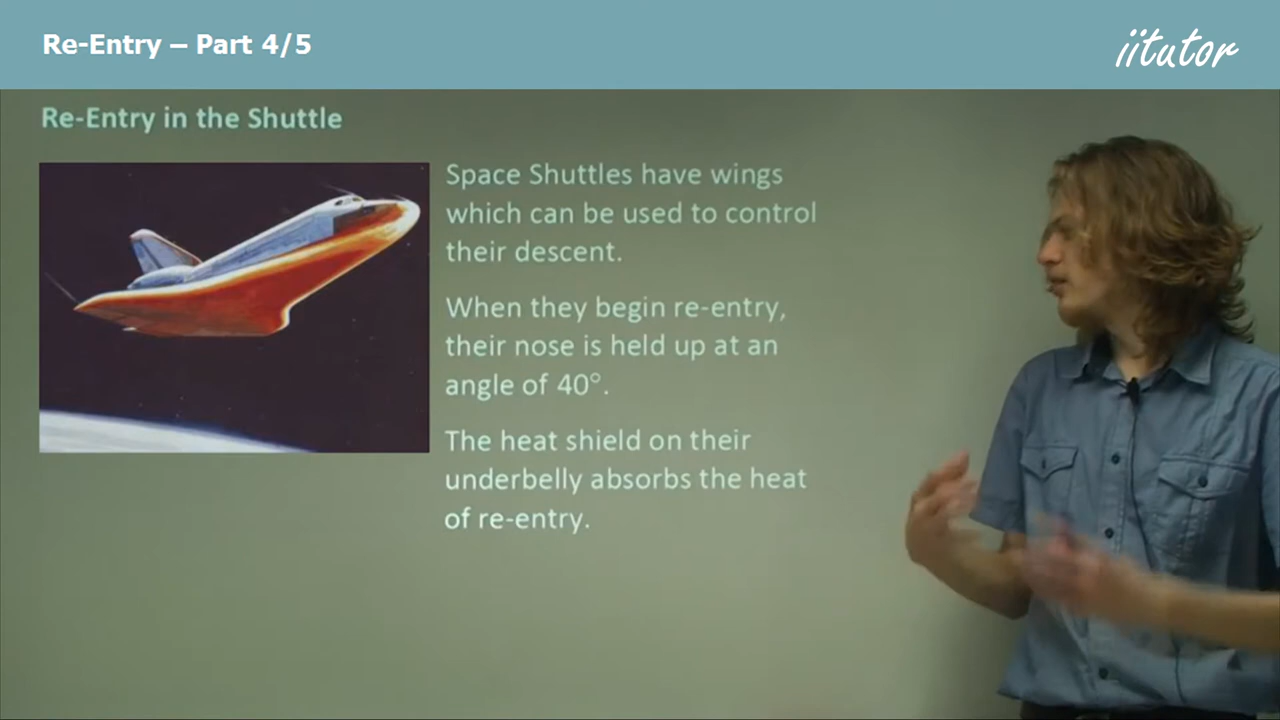 Re-Entry – Part 4/5
iitutor
Re-Entry in the Shuttle
Space Shuttles have wings
which can be used to control
their descent.
When they begin re-entry,
their nose is held up at an
angle of 40°.
The heat shield on their
underbelly absorbs the heat
of re-entry.